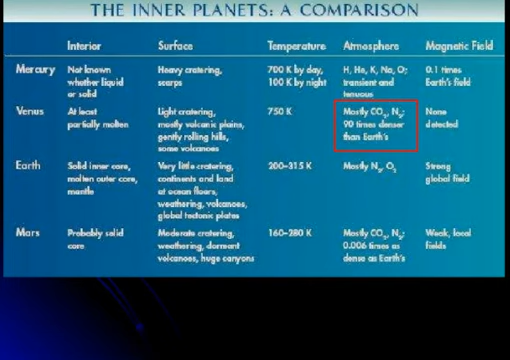 THE INNER PLANETS: A COMPARISON
Interior Surface Temperature Atmosphere Magnetic Field
Mercury Not known Heavy cratering, 700 K by day, H, He, K, Na, O; 0.1 times
whether liquid scarps 100 K by night transient and Earth's field
or solid tenuous
Venus At least Light cratering, 750 K Mostly CO₂, N₂; None
partially molten mostly volcanic plains, 90 times denser detected
gently rolling hills, than Earth's
some volcanoes
Earth Solid inner core, Very little cratering, 200–315 K Mostly N₂, O₂ Strong
molten outer core, continents and land global field
mantle at ocean floors,
weathering, volcanoes,
global tectonic plates
Mars Probably solid Moderate cratering, 160–280 K Mostly CO₂, N₂; Weak, local
core weathering, dormant 0.006 times as fields
volcanoes, huge canyons dense as Earth's